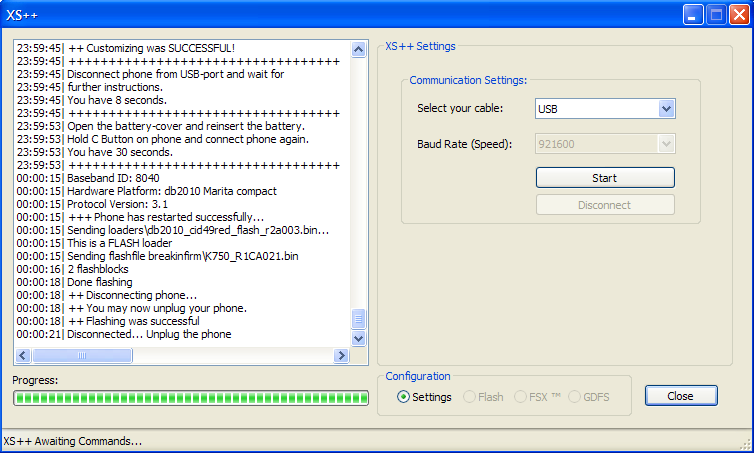 XS++
23:59:45| ++ Customizing was SUCCESSFUL!
23:59:45| ++++++++++++++++++++++++++++++++++
23:59:45| Disconnect phone from USB-port and wait for
23:59:45| further instructions.
23:59:45| You have 8 seconds.
23:59:45| ++++++++++++++++++++++++++++++++++
23:59:53| Open the battery-cover and reinsert the battery.
23:59:53| Hold C Button on phone and connect phone again.
23:59:53| You have 30 seconds.
23:59:53| ++++++++++++++++++++++++++++++++++
00:00:15| Baseband ID: 8040
00:00:15| Hardware Platform: db2010 Marita compact
00:00:15| Protocol Version: 3.1
00:00:15| +++ Phone has restarted successfully...
00:00:15| Sending loaders\db2010_cid49red_flash_r2a003.bin...
00:00:15| This is a FLASH loader
00:00:15| Sending flashfile breakinfirm\K750_R1CA021.bin
00:00:16| 2 flashblocks
00:00:18| Done flashing
00:00:18| ++ Disconnecting phone...
00:00:18| ++ You may now unplug your phone.
00:00:18| ++ Flashing was successful
00:00:21| Disconnected... Unplug the phone
Progress:
XS++ Settings
Communication Settings:
Select your cable: USB
Baud Rate (Speed): 921600
Start
Disconnect
Configuration
Settings Flash FSX ™ GDFS
Close
XS++ Awaiting Commands...